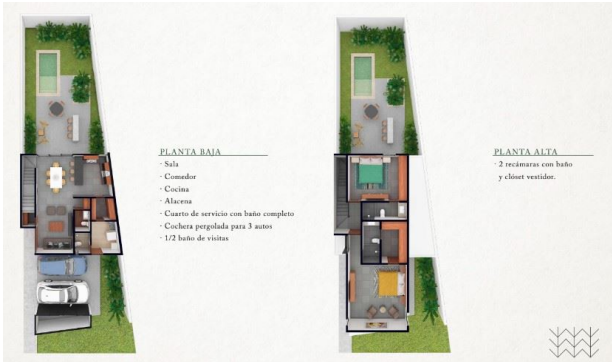 PLANTA BAJA
· Sala
· Comedor
· Cocina
· Alacena
· Cuarto de servicio con baño completo
· Cochera pergolada para 3 autos
· 1/2 baño de visitas
PLANTA ALTA
· 2 recámaras con baño
y clóset vestidor.